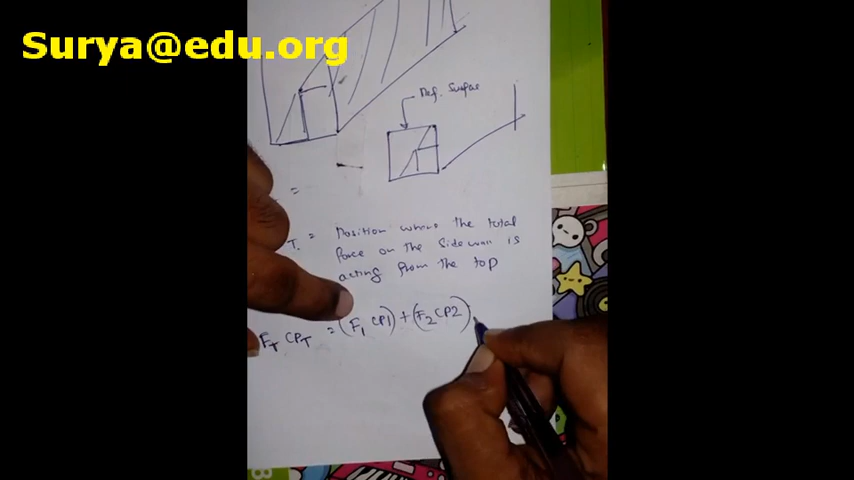 Surya@edu.org
Ref. Surface
=
T. = Position where the total
force on the Side wall is
acting from the top
F_T CP_T = (F_1 CP1) + (F_2 CP2)